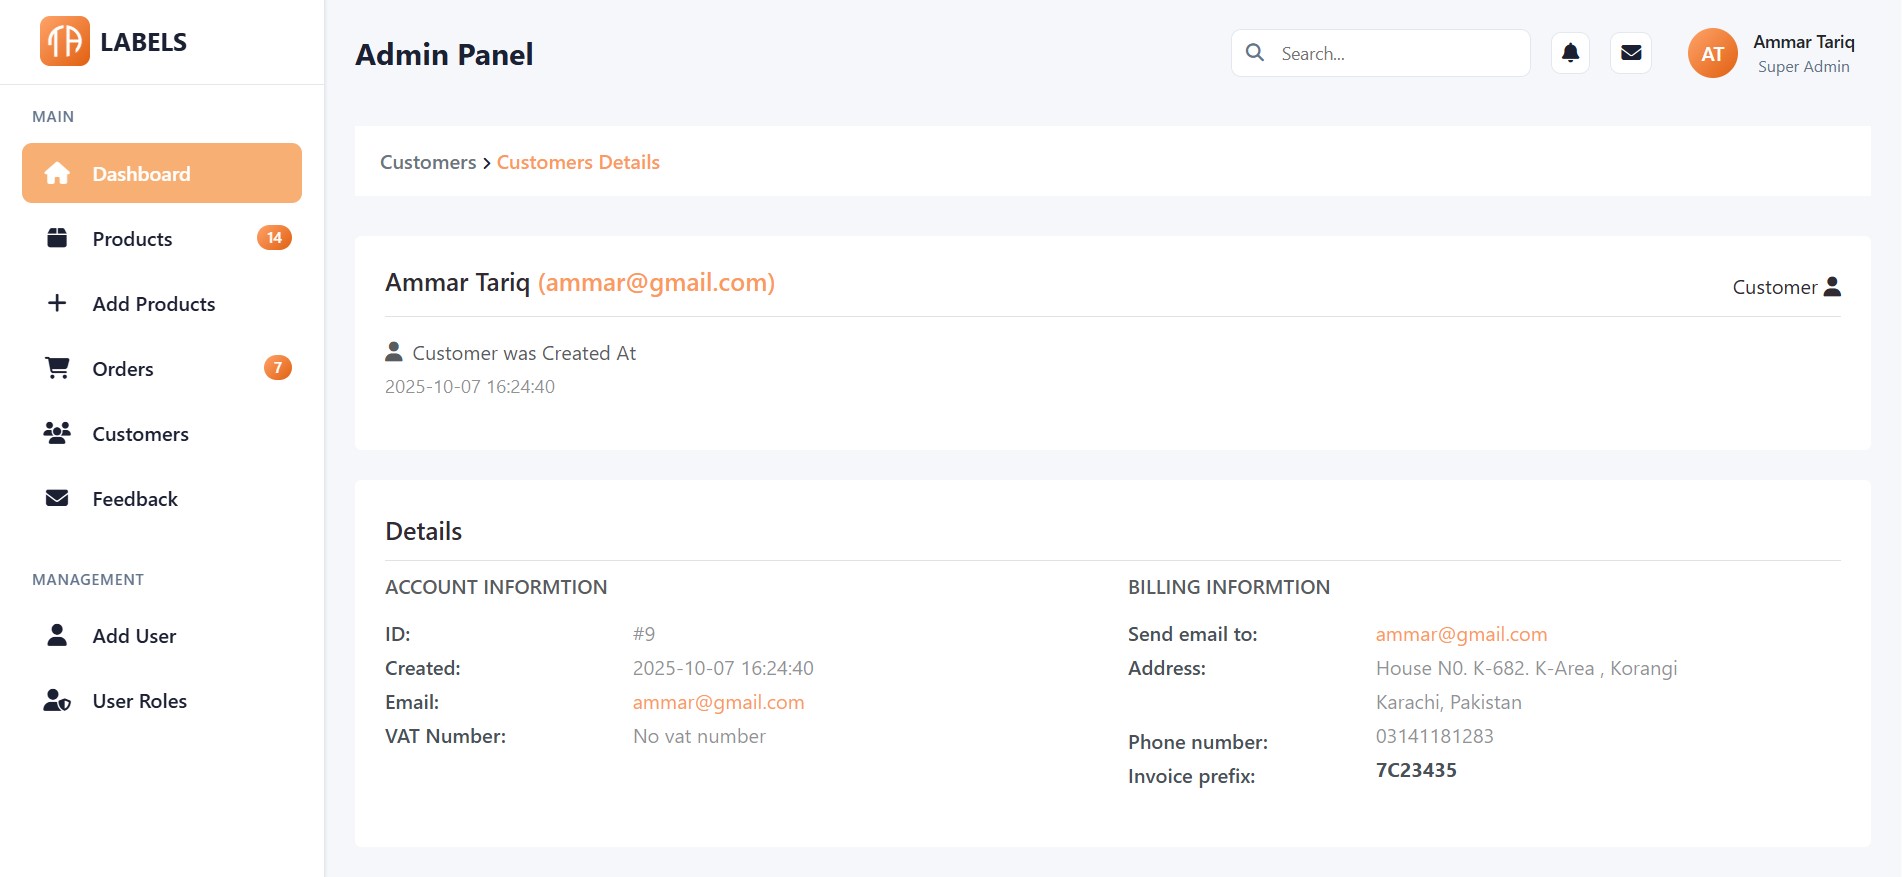 TA LABELS
Admin Panel
Search...
AT
Ammar Tariq
Super Admin
MAIN
Dashboard
Products 14
Add Products
Orders 7
Customers
Feedback
MANAGEMENT
Add User
User Roles
Customers > Customers Details
Ammar Tariq (ammar@gmail.com)
Customer
Customer was Created At
2025-10-07 16:24:40
Details
ACCOUNT INFORMTION
ID: #9
Created: 2025-10-07 16:24:40
Email: ammar@gmail.com
VAT Number: No vat number
BILLING INFORMTION
Send email to: ammar@gmail.com
Address: House N0. K-682. K-Area , Korangi
Karachi, Pakistan
Phone number: 03141181283
Invoice prefix: 7C23435